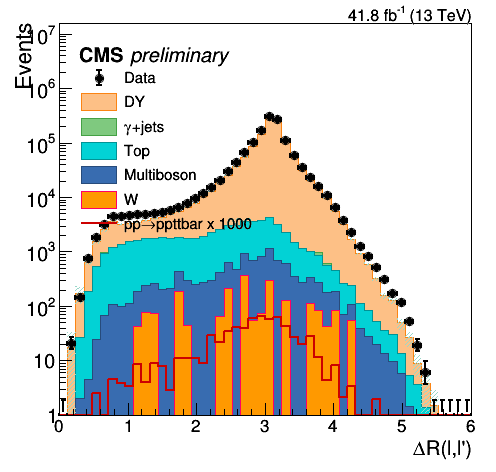 41.8 fb⁻¹ (13 TeV)
Events
CMS preliminary
Data
DY
γ+jets
Top
Multiboson
W
pp→ppttbar x 1000
10⁷
10⁶
10⁵
10⁴
10³
10²
10
1
0 1 2 3 4 5 6
ΔR(l,l')